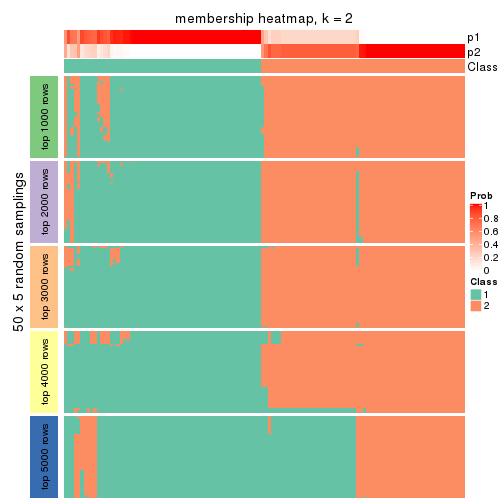 membership heatmap, k = 2
p1
p2
Class
50 x 5 random samplings
top 1000 rows
top 2000 rows
top 3000 rows
top 4000 rows
top 5000 rows
Prob
1
0.8
0.6
0.4
0.2
0
Class
1
2